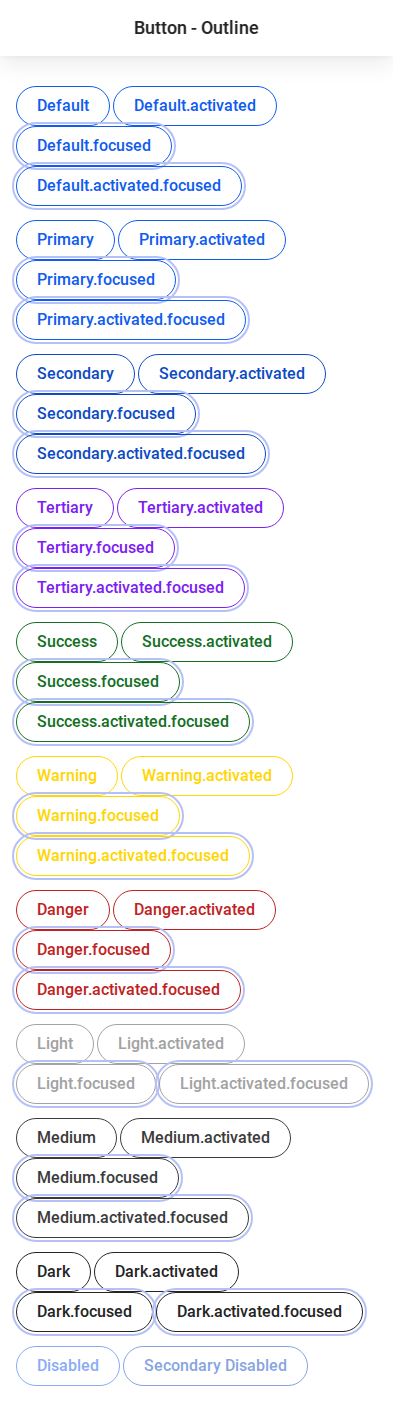 Button - Outline
Default Default.activated
Default.focused
Default.activated.focused
Primary Primary.activated
Primary.focused
Primary.activated.focused
Secondary Secondary.activated
Secondary.focused
Secondary.activated.focused
Tertiary Tertiary.activated
Tertiary.focused
Tertiary.activated.focused
Success Success.activated
Success.focused
Success.activated.focused
Warning Warning.activated
Warning.focused
Warning.activated.focused
Danger Danger.activated
Danger.focused
Danger.activated.focused
Light Light.activated
Light.focused Light.activated.focused
Medium Medium.activated
Medium.focused
Medium.activated.focused
Dark Dark.activated
Dark.focused Dark.activated.focused
Disabled Secondary Disabled